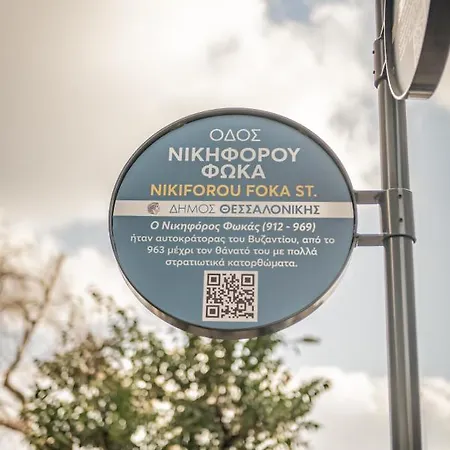 ΟΔΟΣ
ΝΙΚΗΦΟΡΟΥ
ΦΩΚΑ
NIKIFOROU FOKA ST.
ΔΗΜΟΣ ΘΕΣΣΑΛΟΝΙΚΗΣ
Ο Νικηφόρος Φωκάς (912 - 969)
ήταν αυτοκράτορας του Βυζαντίου, από το
963 μέχρι τον θάνατό του με πολλά
στρατιωτικά κατορθώματα.